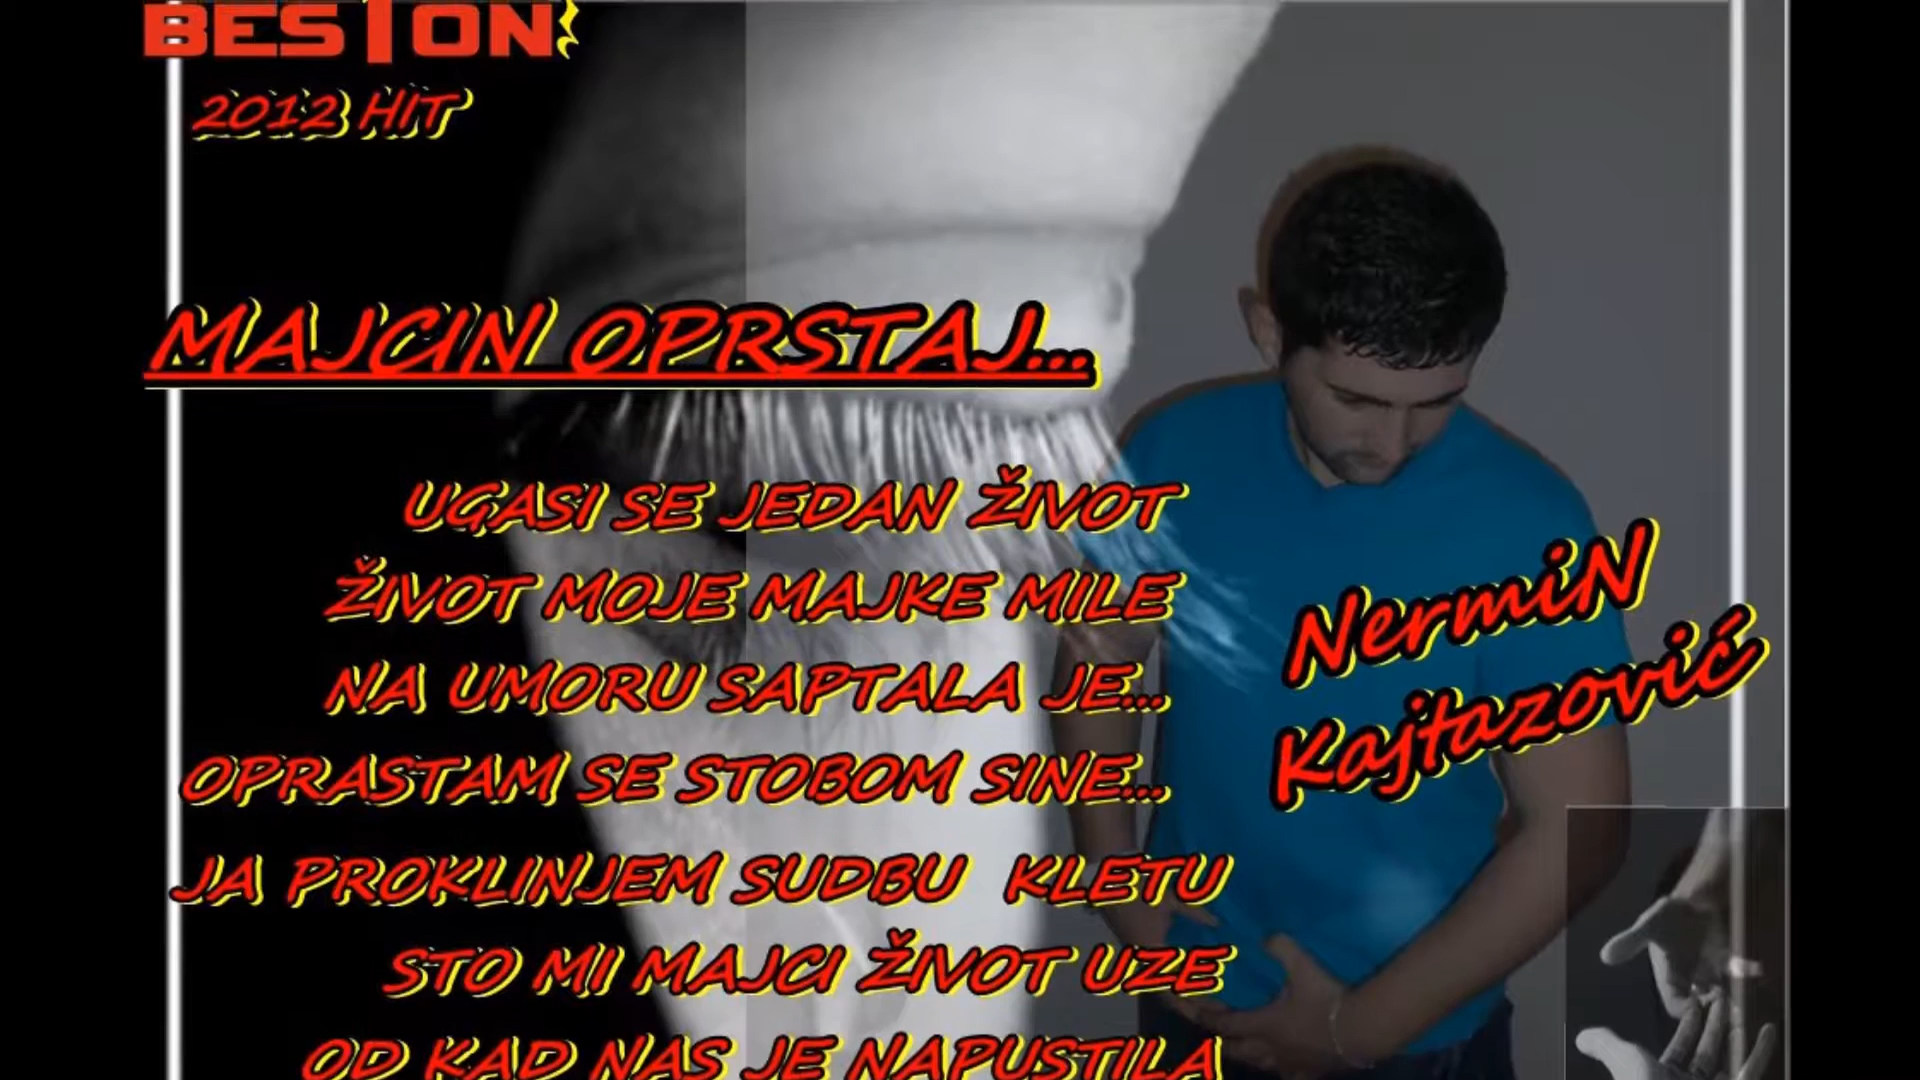 BESTON
2012 HIT
MAJCIN OPRSTAJ...
UGASI SE JEDAN ŽIVOT
ŽIVOT MOJE MAJKE MILE
NA UMORU SAPTALA JE...
OPRASTAM SE STOBOM SINE...
JA PROKLINJEM SUDBU KLETU
STO MI MAJCI ŽIVOT UZE
OD KAD NAS JE NAPUSTILA
NermiN
Kajtazović